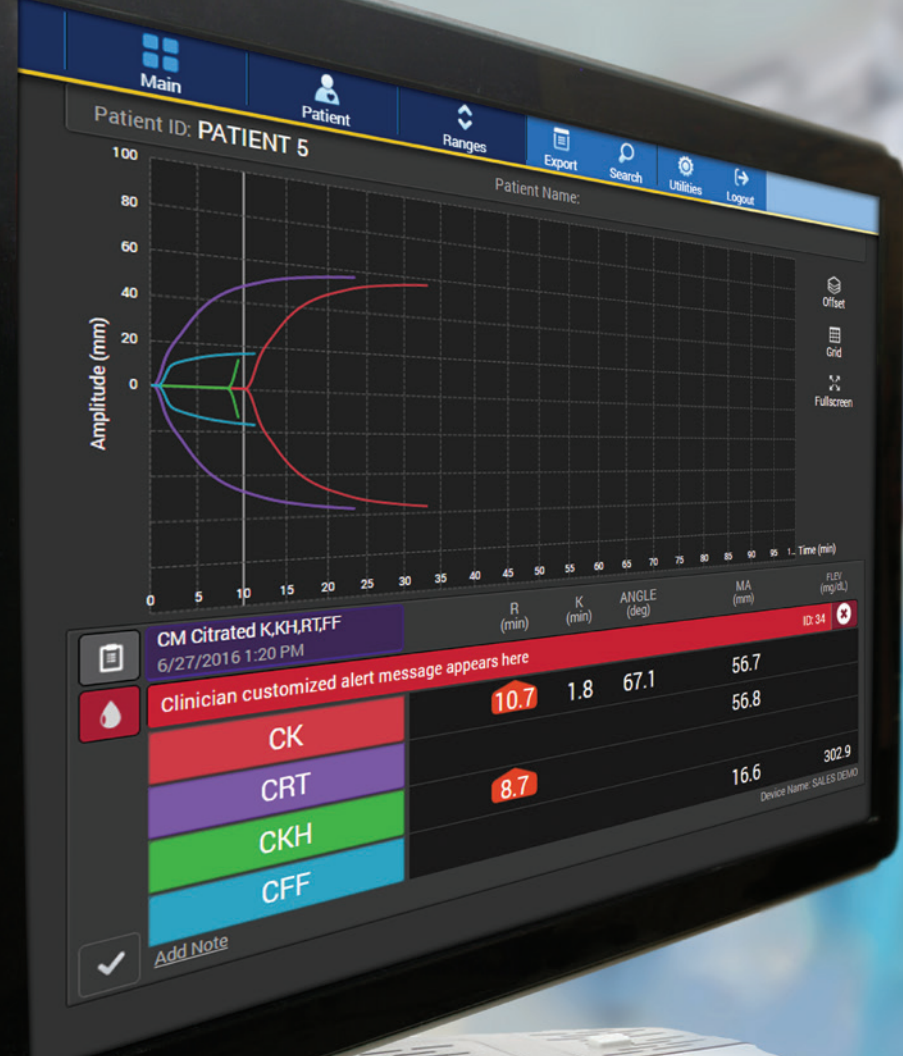 Main
Patient
Ranges
Export
Search
Utilities
Logout
Patient ID: PATIENT 5
Patient Name:
100
80
60
40
20
0
Amplitude (mm)
Offset
Grid
Fullscreen
0 5 10 15 20 25 30 35 40 45 50 55 60 65 70 75 80 85 90 95 1... Time (min)
CM Citrated K,KH,RT,FF
6/27/2016 1:20 PM
R (min)
K (min)
ANGLE (deg)
MA (mm)
FLEV (mg/dL)
Clinician customized alert message appears here
ID: 34
CK 10.7 1.8 67.1 56.7
CRT 56.8
CKH 8.7
CFF 16.6 302.9
Device Name: SALES DEMO
Add Note